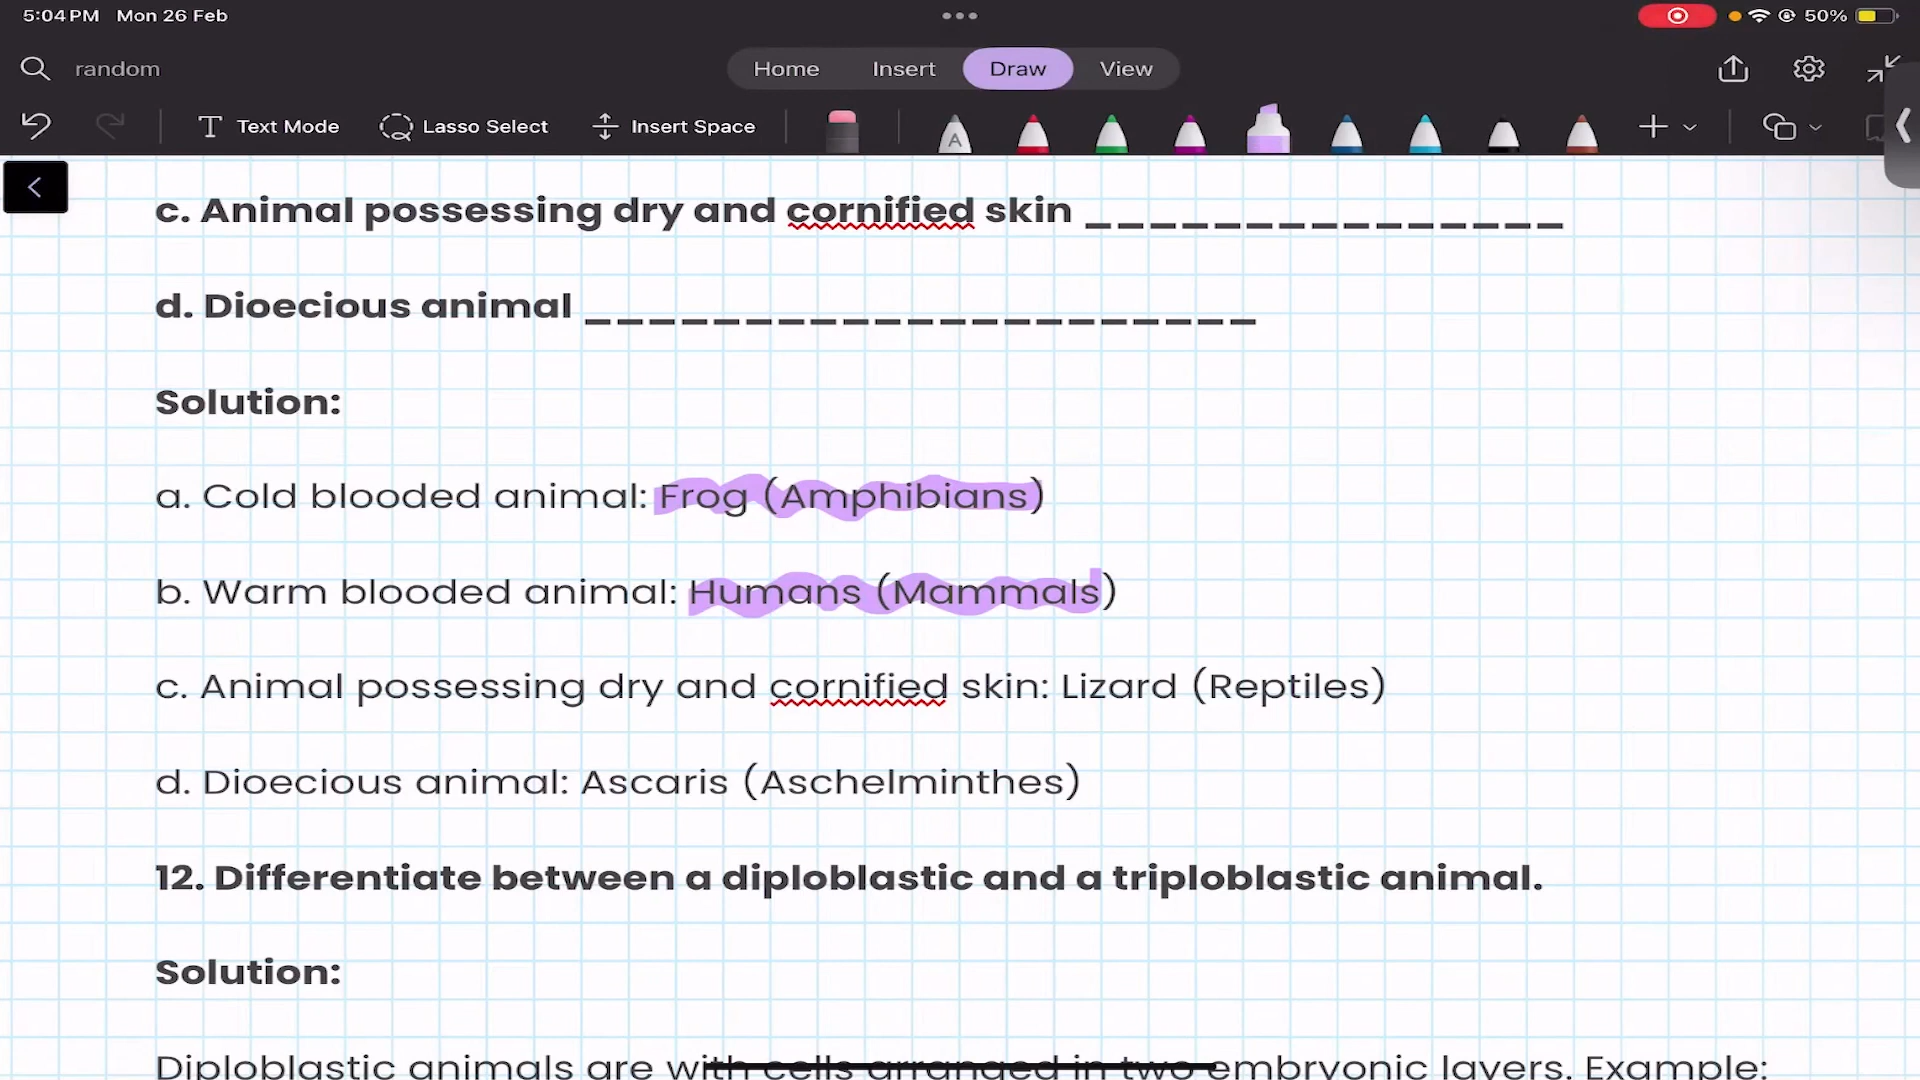 5:04 PM Mon 26 Feb
50%
random
Home Insert Draw View
Text Mode Lasso Select Insert Space
A
c. Animal possessing dry and cornified skin _ _ _ _ _ _ _ _ _ _ _ _ _ _ _
d. Dioecious animal _ _ _ _ _ _ _ _ _ _ _ _ _ _ _ _ _ _ _ _ _
Solution:
a. Cold blooded animal: Frog (Amphibians)
b. Warm blooded animal: Humans (Mammals)
c. Animal possessing dry and cornified skin: Lizard (Reptiles)
d. Dioecious animal: Ascaris (Aschelminthes)
12. Differentiate between a diploblastic and a triploblastic animal.
Solution:
Diploblastic animals are with cells arranged in two embryonic layers. Example: